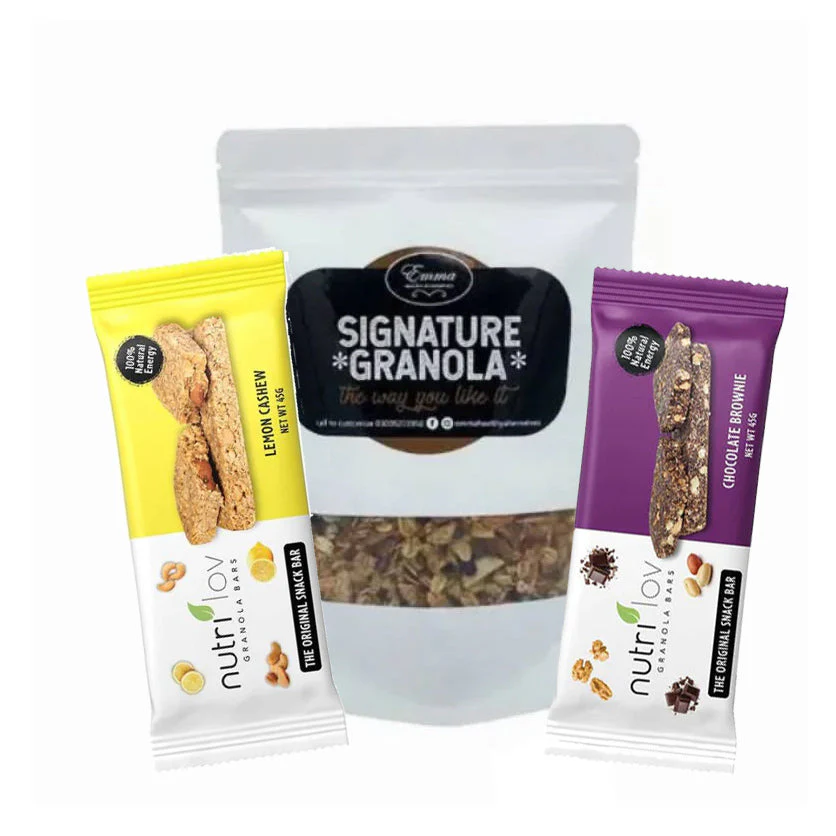 Emma
SIGNATURE
*GRANOLA*
the way you like it
100%
Natural
Energy
LEMON CASHEW
NET WT 45G
nutri lov
GRANOLA BARS
THE ORIGINAL SNACK BAR
100%
Natural
Energy
CHOCOLATE BROWNIE
NET WT 45G
nutri lov
GRANOLA BARS
THE ORIGINAL SNACK BAR